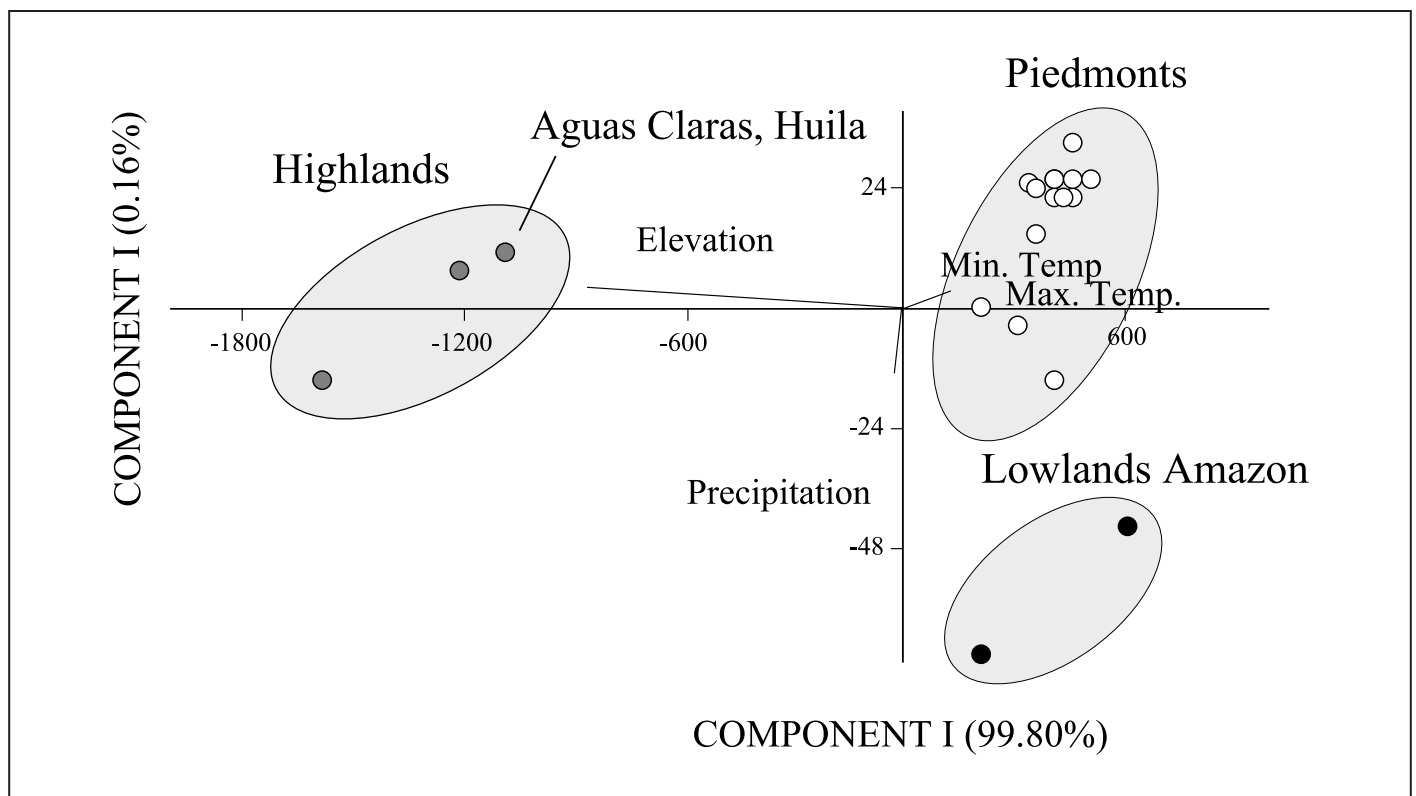 Piedmonts
Aguas Claras, Huila
Highlands
24
Elevation
Min. Temp
Max. Temp.
-1800
-1200
-600
600
-24
Lowlands Amazon
Precipitation
-48
COMPONENT I (0.16%)
COMPONENT I (99.80%)